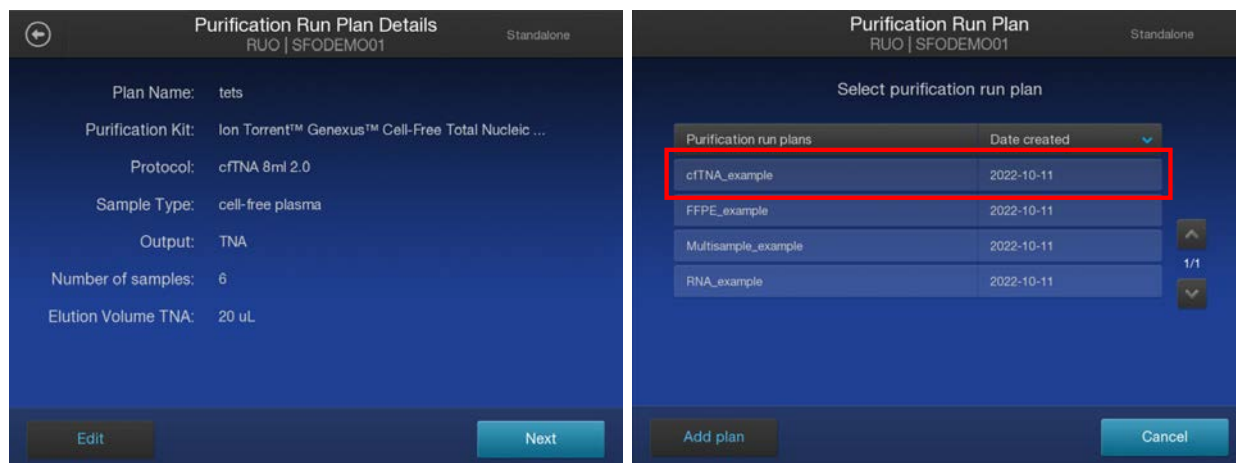 Purification Run Plan Details
RUO | SFODEMO01
Standalone
Plan Name: tets
Purification Kit: Ion Torrent™ Genexus™ Cell-Free Total Nucleic ...
Protocol: cfTNA 8ml 2.0
Sample Type: cell-free plasma
Output: TNA
Number of samples: 6
Elution Volume TNA: 20 uL
Edit
Next
Purification Run Plan
RUO | SFODEMO01
Standalone
Select purification run plan
Purification run plans Date created
cfTNA_example 2022-10-11
FFPE_example 2022-10-11
Multisample_example 2022-10-11
RNA_example 2022-10-11
1/1
Add plan
Cancel